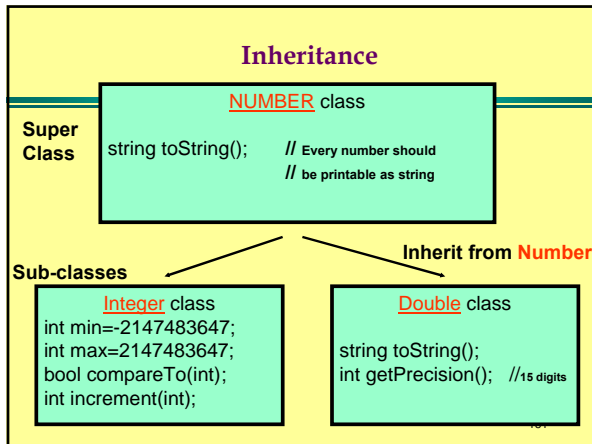 Inheritance
NUMBER class
Super
Class
string toString(); // Every number should
// be printable as string
Inherit from Number
Sub-classes
Integer class
int min=-2147483647;
int max=2147483647;
bool compareTo(int);
int increment(int);
Double class
string toString();
int getPrecision(); //15 digits